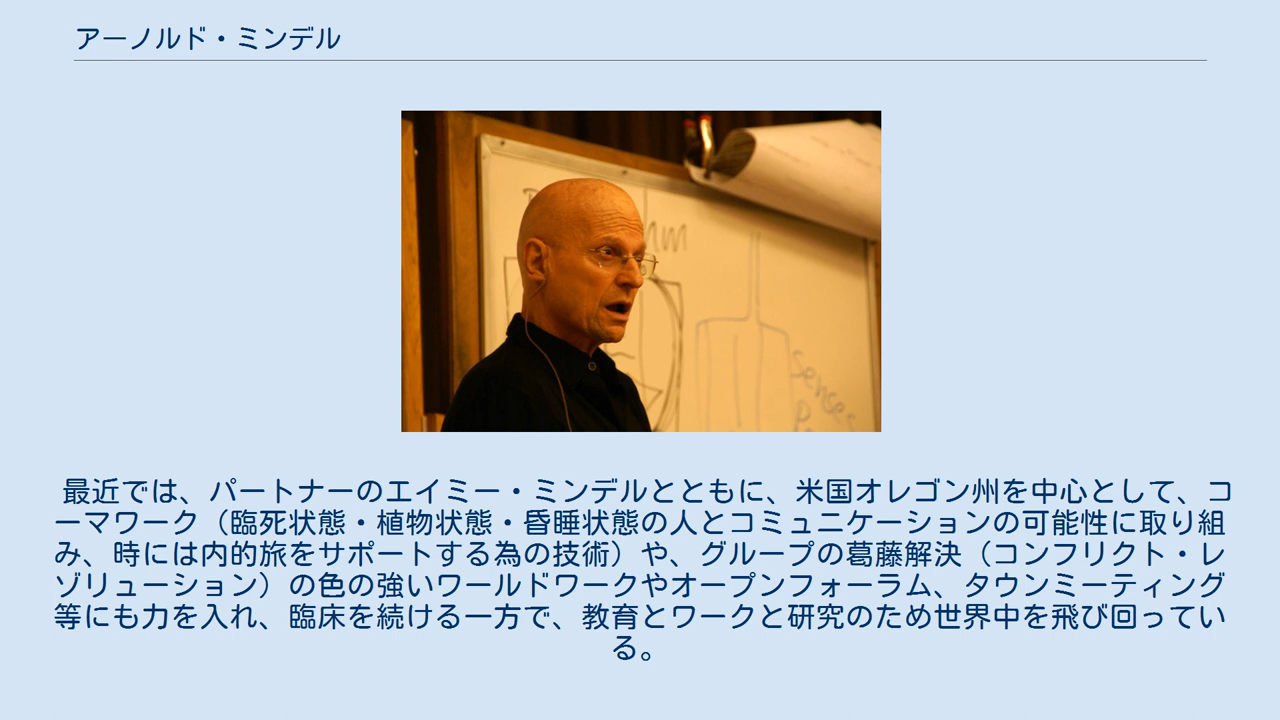 アーノルド・ミンデル
hm
senses
最近では、パートナーのエイミー・ミンデルとともに、米国オレゴン州を中心として、コ
ーマワーク（臨死状態・植物状態・昏睡状態の人とコミュニケーションの可能性に取り組
み、時には内的旅をサポートする為の技術）や、グループの葛藤解決（コンフリクト・レ
ゾリューション）の色の強いワールドワークやオープンフォーラム、タウンミーティング
等にも力を入れ、臨床を続ける一方で、教育とワークと研究のため世界中を飛び回ってい
る。